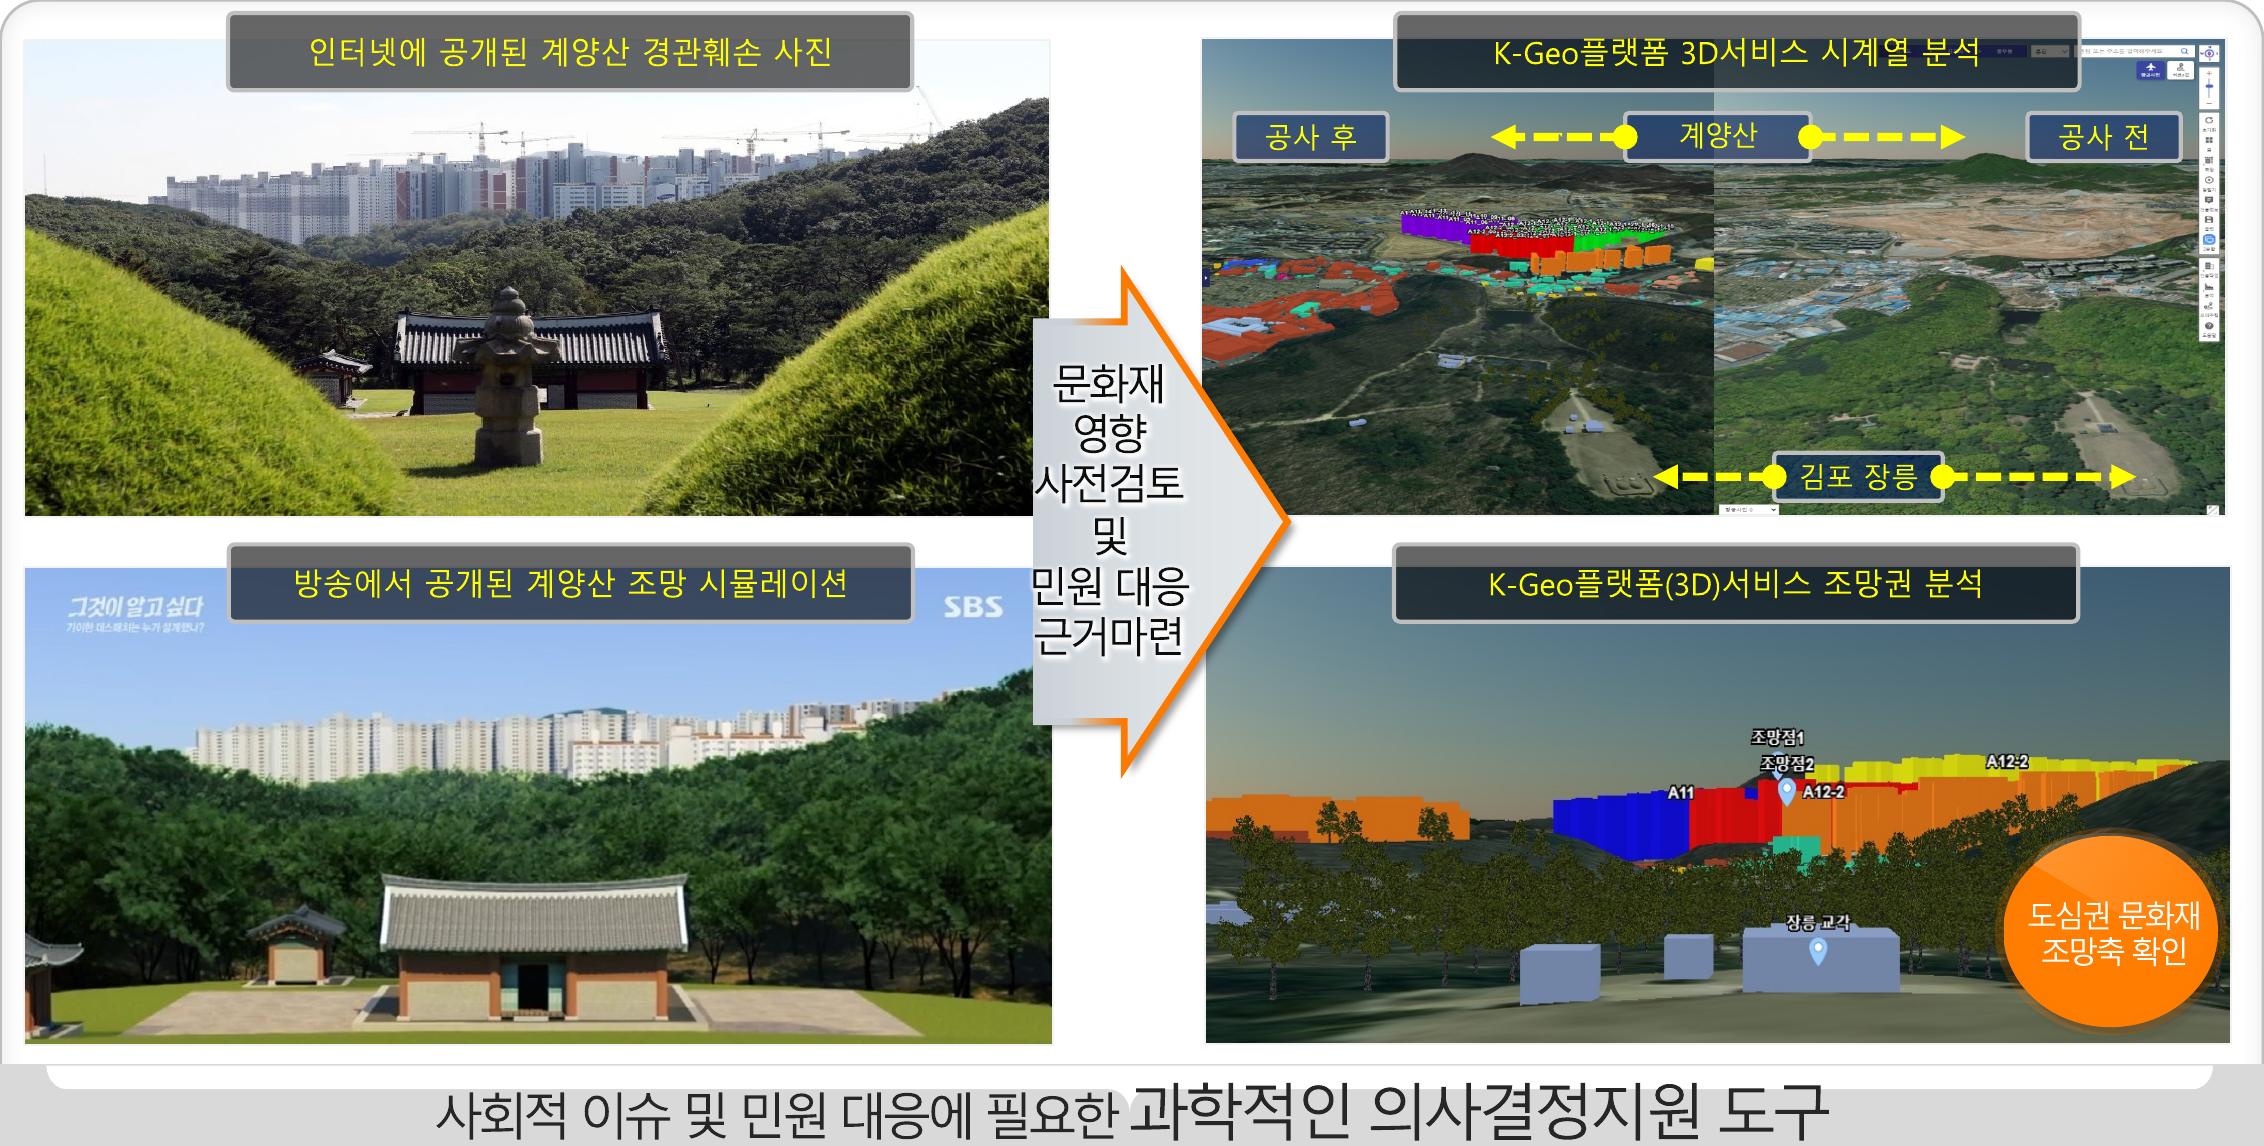 인터넷에 공개된 계양산 경관훼손 사진
K-Geo플랫폼 3D서비스 시계열 분석
공사 후
계양산
공사 전
김포 장릉
문화재
영향
사전검토
및
민원 대응
근거마련
방송에서 공개된 계양산 조망 시뮬레이션
그것이 알고싶다
기이한 데스패치는 누가 설계했나?
SBS
K-Geo플랫폼(3D)서비스 조망권 분석
조망점1
조망점2
A12-2
A11
A12-2
장릉 교각
도심권 문화재
조망축 확인
사회적 이슈 및 민원 대응에 필요한 과학적인 의사결정지원 도구